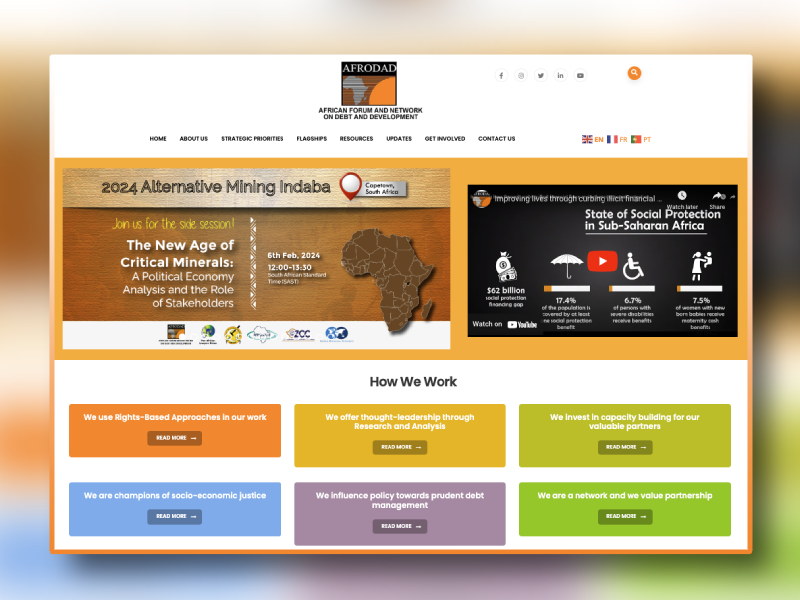 AFRODAD
AFRICAN FORUM AND NETWORK
ON DEBT AND DEVELOPMENT
HOME ABOUT US STRATEGIC PRIORITIES FLAGSHIPS RESOURCES UPDATES GET INVOLVED CONTACT US
EN FR PT
2024 Alternative Mining Indaba
Capetown,
South Africa
Join us for the side session!
The New Age of
Critical Minerals:
A Political Economy
Analysis and the Role
of Stakeholders
6th Feb, 2024
12:00-13:30
South African Standard
Time (SAST)
Improving lives through curbing illicit financial ...
Watch later
Share
State of Social Protection
in Sub-Saharan Africa
$62 billion
social protection
financing gap
17.4%
of the population is
covered by at least
one social protection
benefit
6.7%
of persons with
severe disabilities
receive benefits
7.5%
of women with new
born babies receive
maternity cash
benefits
Watch on YouTube
How We Work
We use Rights-Based Approaches in our work
READ MORE →
We offer thought-leadership through
Research and Analysis
READ MORE →
We invest in capacity building for our
valuable partners
READ MORE →
We are champions of socio-economic justice
READ MORE →
We influence policy towards prudent debt
management
READ MORE →
We are a network and we value partnership
READ MORE →